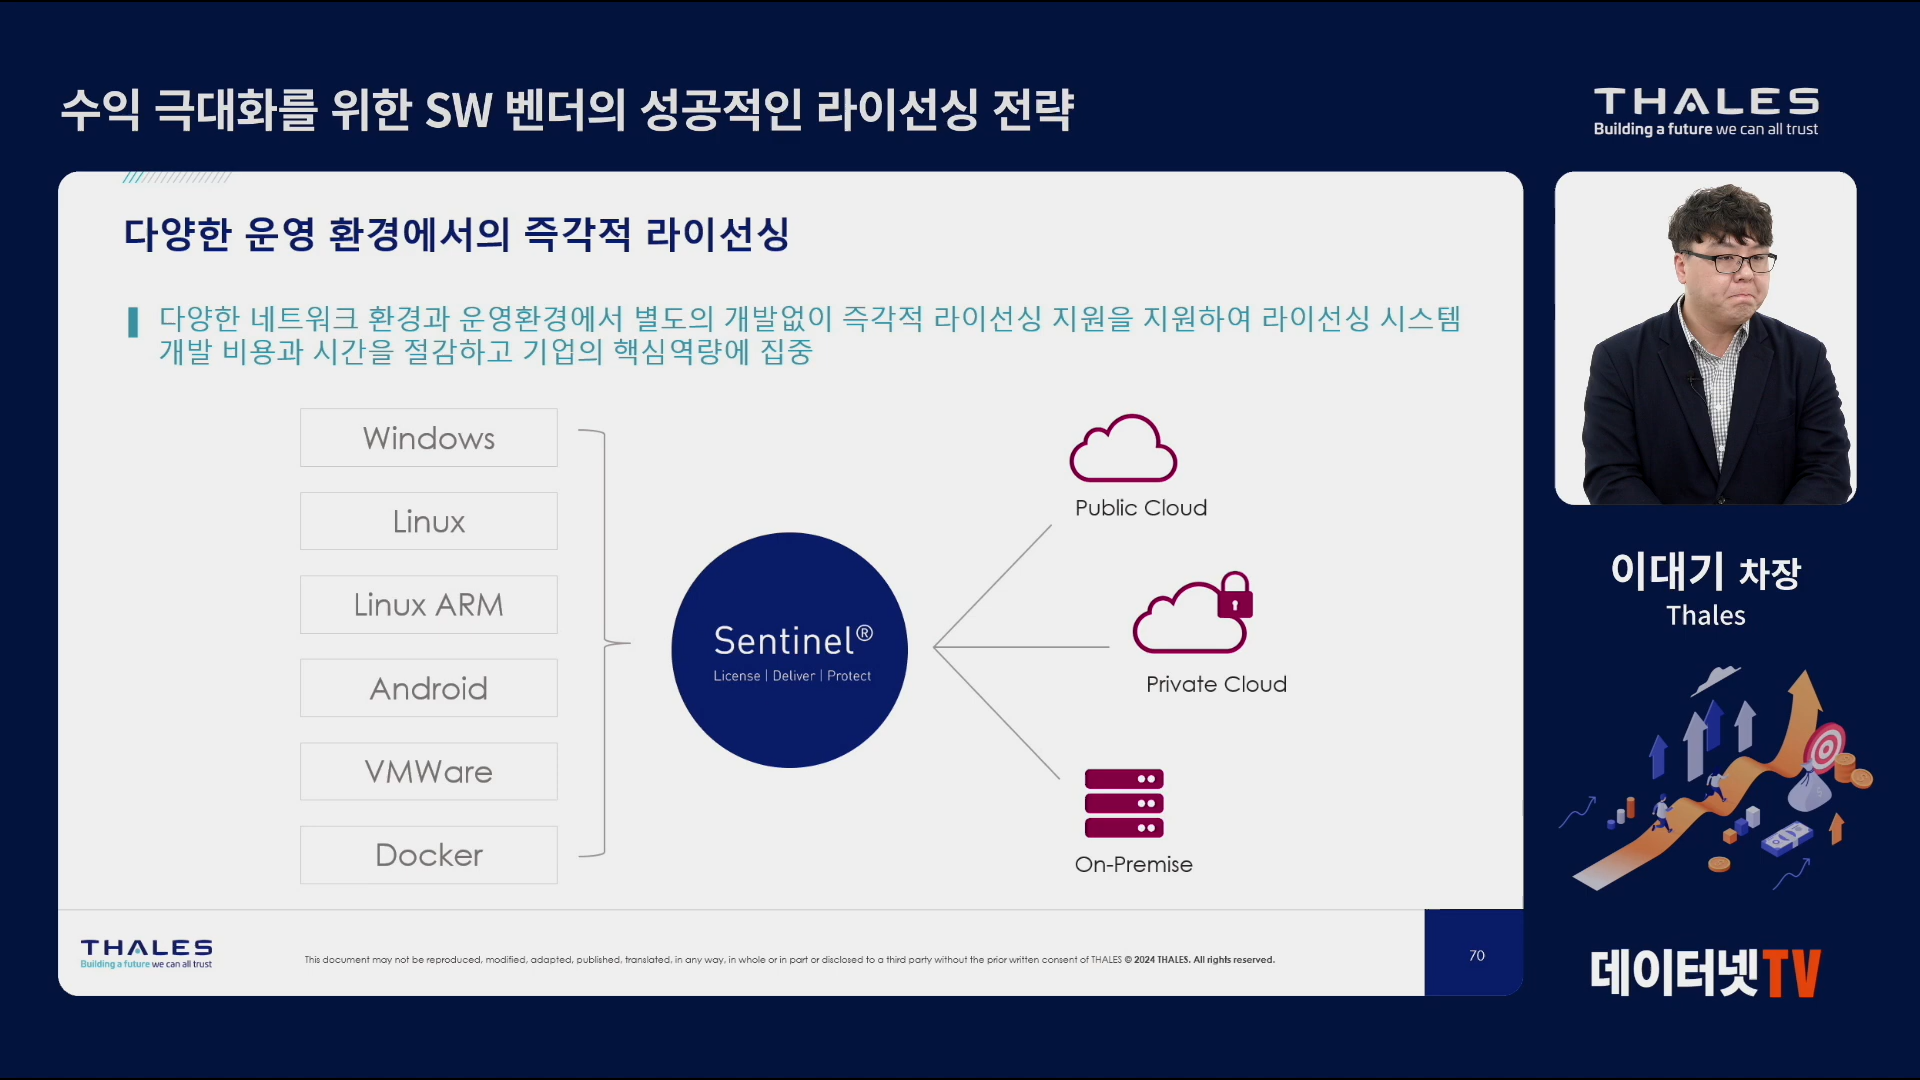 수익 극대화를 위한 SW 벤더의 성공적인 라이선싱 전략
THALES
Building a future we can all trust
다양한 운영 환경에서의 즉각적 라이선싱
다양한 네트워크 환경과 운영환경에서 별도의 개발없이 즉각적 라이선싱 지원을 지원하여 라이선싱 시스템
개발 비용과 시간을 절감하고 기업의 핵심역량에 집중
Windows
Linux
Linux ARM
Android
VMWare
Docker
Sentinel®
License | Deliver | Protect
Public Cloud
Private Cloud
On-Premise
이대기 차장
Thales
THALES
Building a future we can all trust
This document may not be reproduced, modified, adapted, published, translated, in any way, in whole or in part or disclosed to a third party without the prior written consent of THALES © 2024 THALES. All rights reserved.
70
데이터넷TV